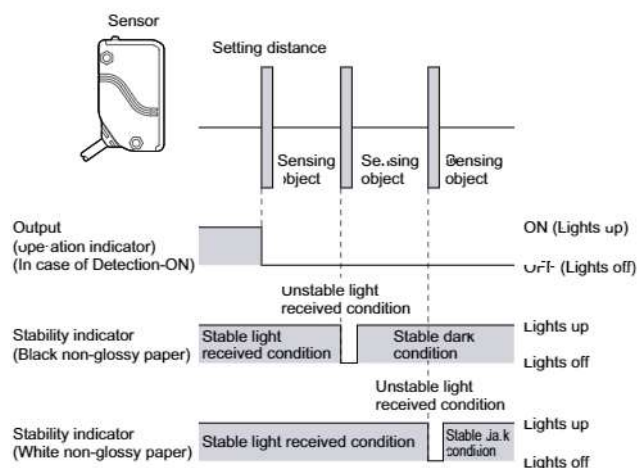 Sensor
Setting distance
Sensing
object
Sensing
object
Sensing
object
Output
(operation indicator)
(In case of Detection-ON)
ON (Lights up)
OFF (Lights off)
Unstable light
received condition
Stability indicator
(Black non-glossy paper)
Stable light
received condition
Stable dark
condition
Lights up
Lights off
Unstable light
received condition
Stability indicator
(White non-glossy paper)
Stable light received condition
Stable dark
condition
Lights up
Lights off